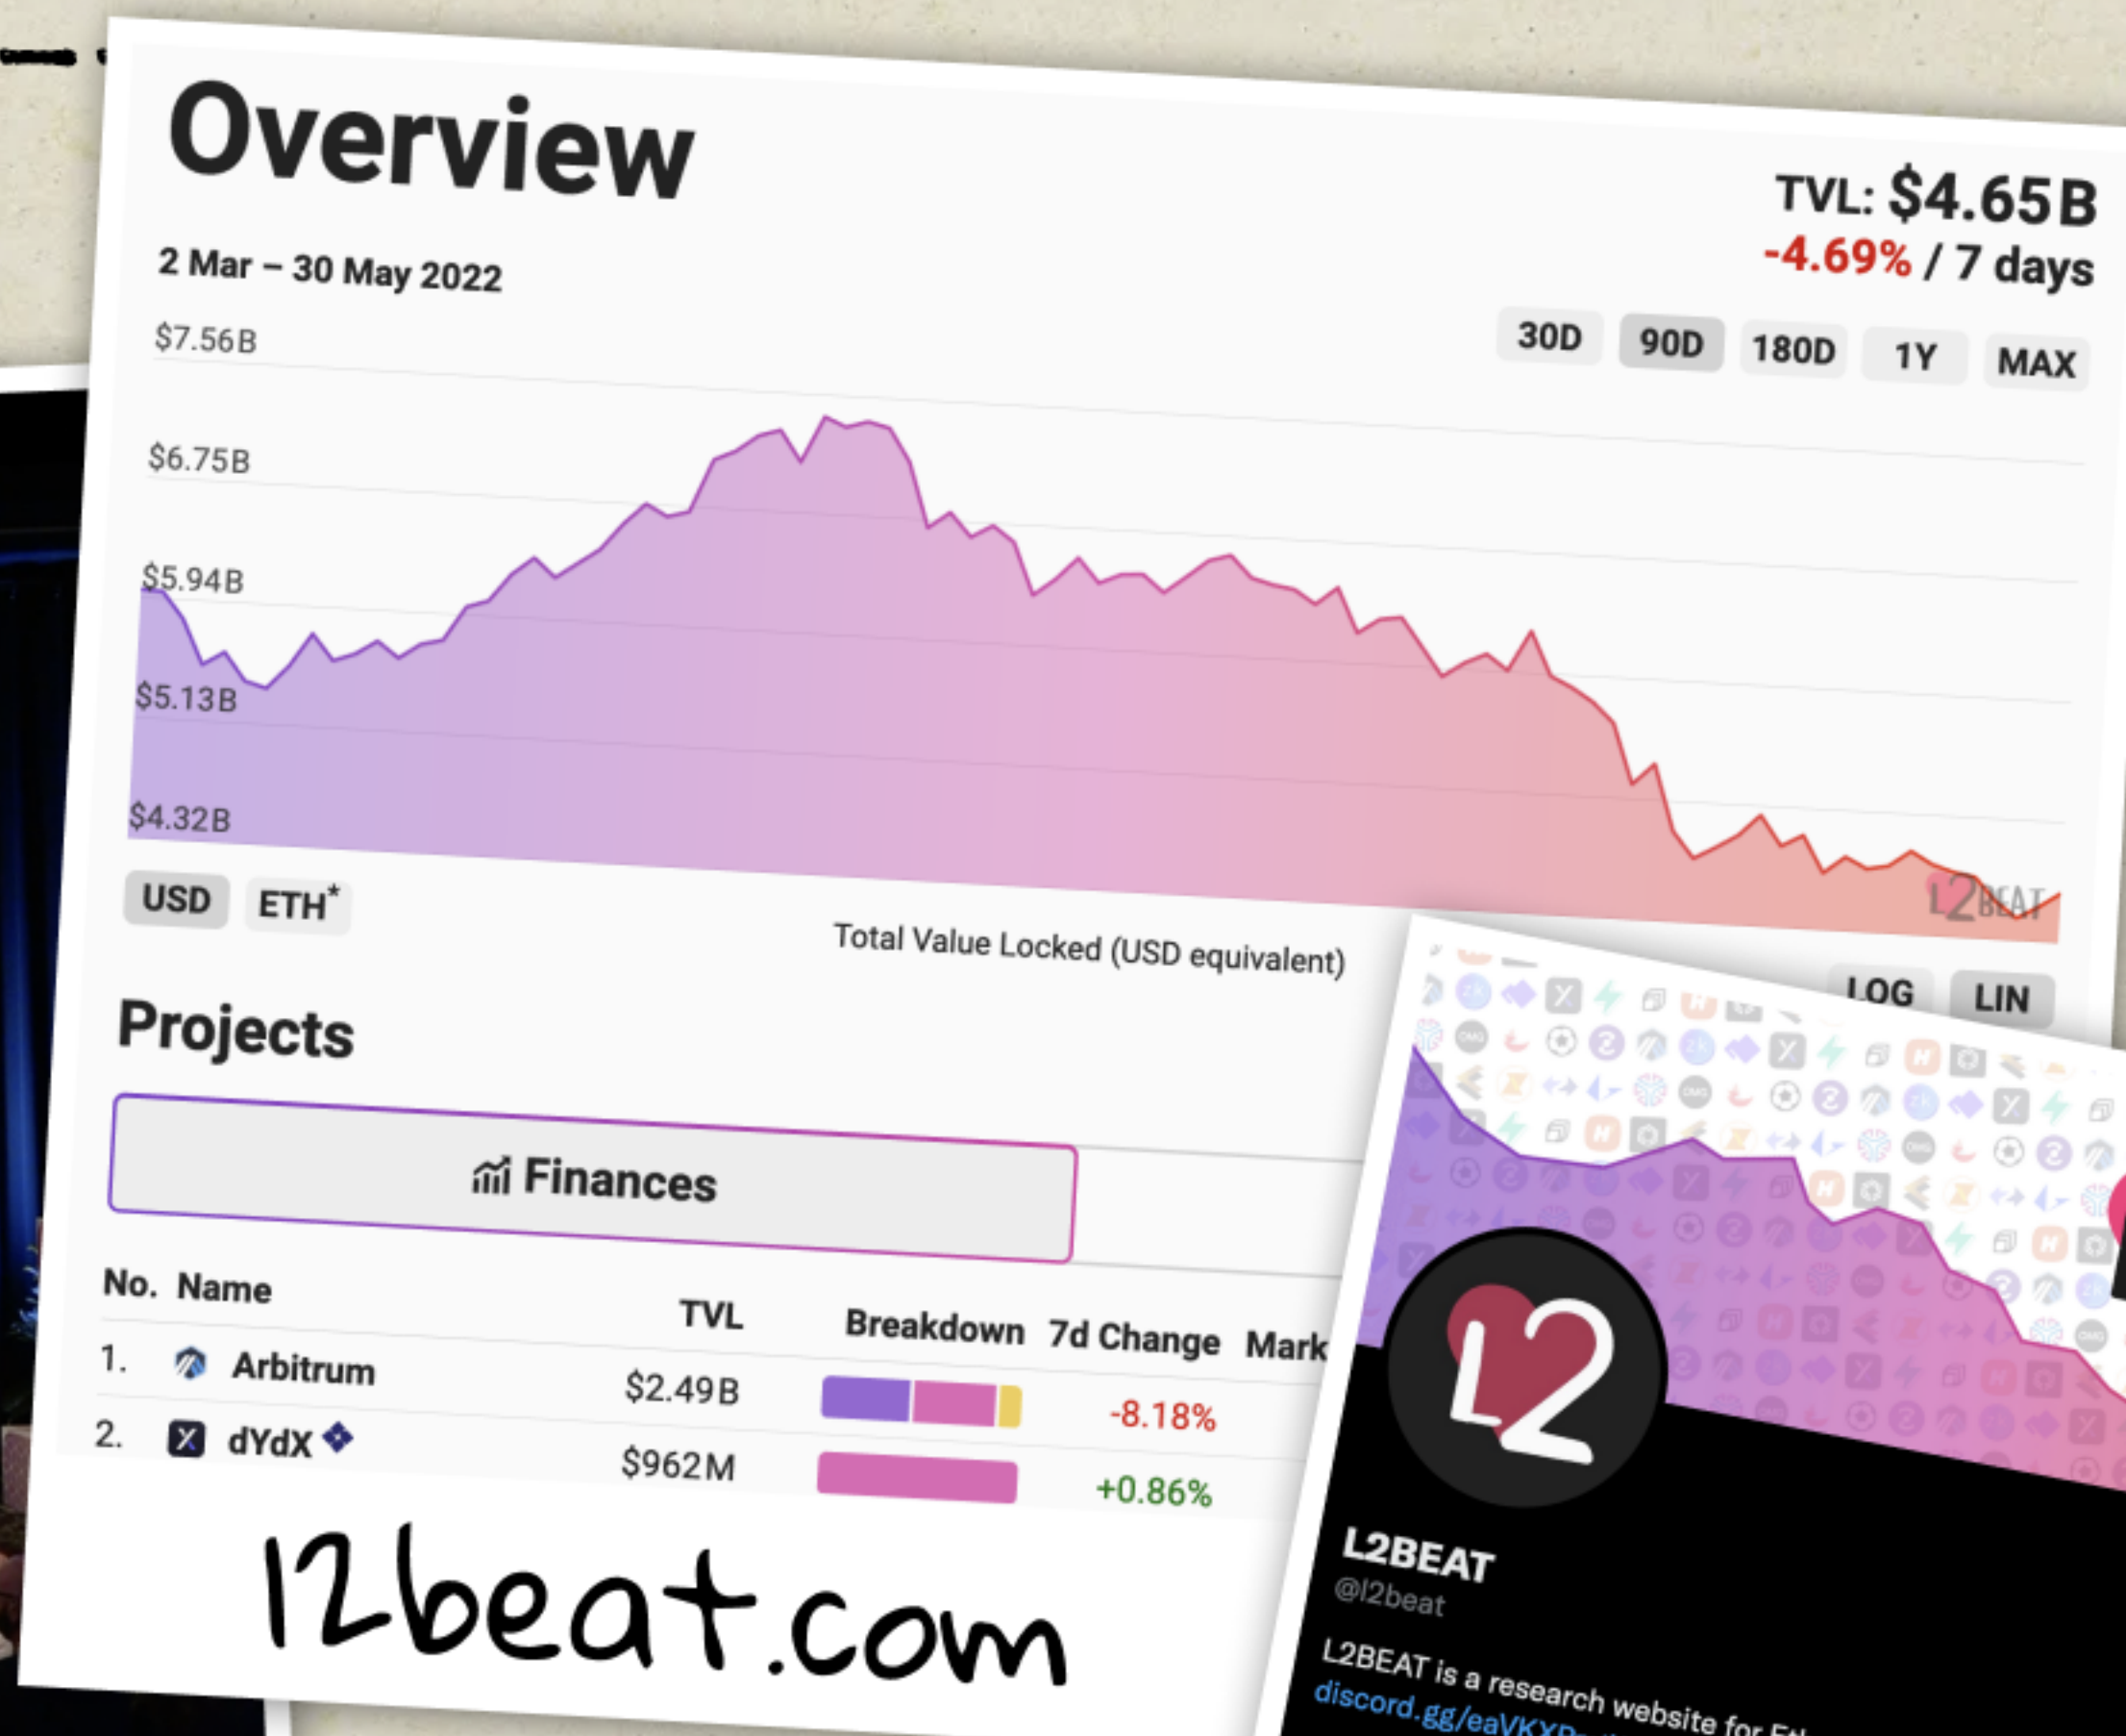 Overview
TVL: $4.65B
-4.69% / 7 days
2 Mar – 30 May 2022
30D 90D 180D 1Y MAX
$7.56B
$6.75B
$5.94B
$5.13B
$4.32B
L2BEAT
USD ETH*
Total Value Locked (USD equivalent)
LOG LIN
Projects
Finances
No. Name TVL Breakdown 7d Change
1. Arbitrum $2.49B -8.18%
2. dYdX $962M +0.86%
l2beat.com
L2
L2BEAT
@l2beat
L2BEAT is a research website for